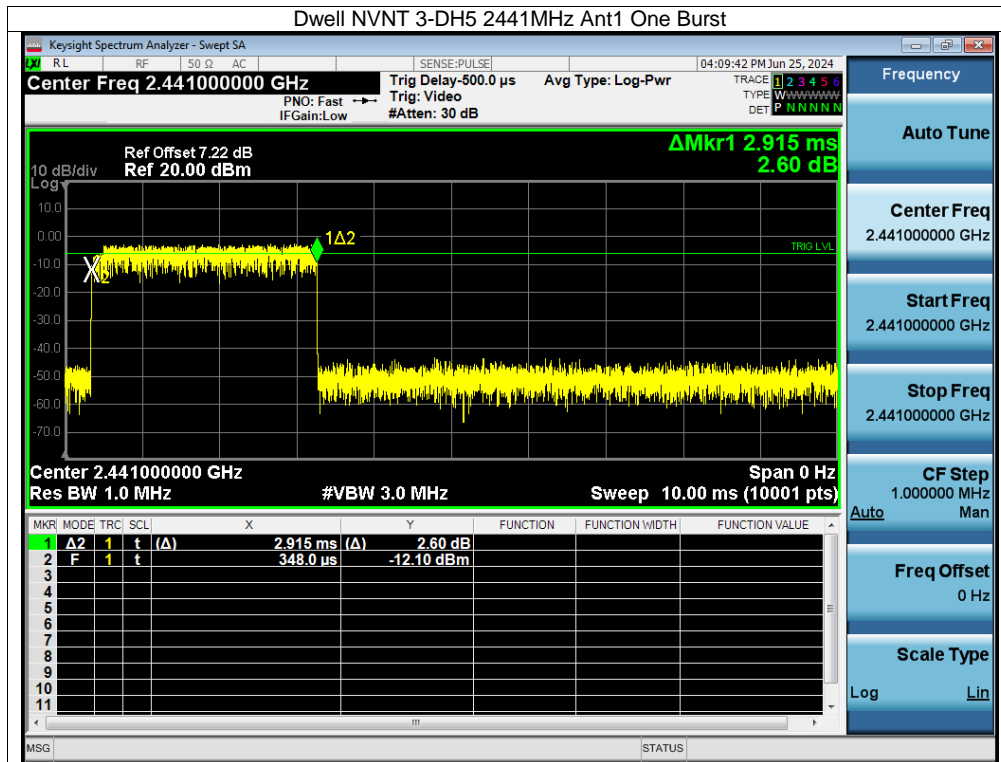 Dwell NVNT 3-DH5 2441MHz Ant1 One Burst
Keysight Spectrum Analyzer - Swept SA
LXI RL RF 50 Ω AC SENSE:PULSE 04:09:42 PM Jun 25, 2024
Center Freq 2.441000000 GHz Trig Delay-500.0 µs Avg Type: Log-Pwr TRACE 1 2 3 4 5 6
PNO: Fast Trig: Video TYPE WWWWWW
IFGain:Low #Atten: 30 dB DET P N N N N N
Frequency
Auto Tune
Center Freq
2.441000000 GHz
Start Freq
2.441000000 GHz
Stop Freq
2.441000000 GHz
CF Step
1.000000 MHz
Auto Man
Freq Offset
0 Hz
Scale Type
Log Lin
ΔMkr1 2.915 ms
2.60 dB
Ref Offset 7.22 dB
10 dB/div Ref 20.00 dBm
Log
10.0
0.00
-10.0
-20.0
-30.0
-40.0
-50.0
-60.0
-70.0
1Δ2
2
TRIG LVL
Center 2.441000000 GHz Span 0 Hz
Res BW 1.0 MHz #VBW 3.0 MHz Sweep 10.00 ms (10001 pts)
MKR MODE TRC SCL X Y FUNCTION FUNCTION WIDTH FUNCTION VALUE
1 Δ2 1 t (Δ) 2.915 ms (Δ) 2.60 dB
2 F 1 t 348.0 µs -12.10 dBm
3
4
5
6
7
8
9
10
11
MSG STATUS